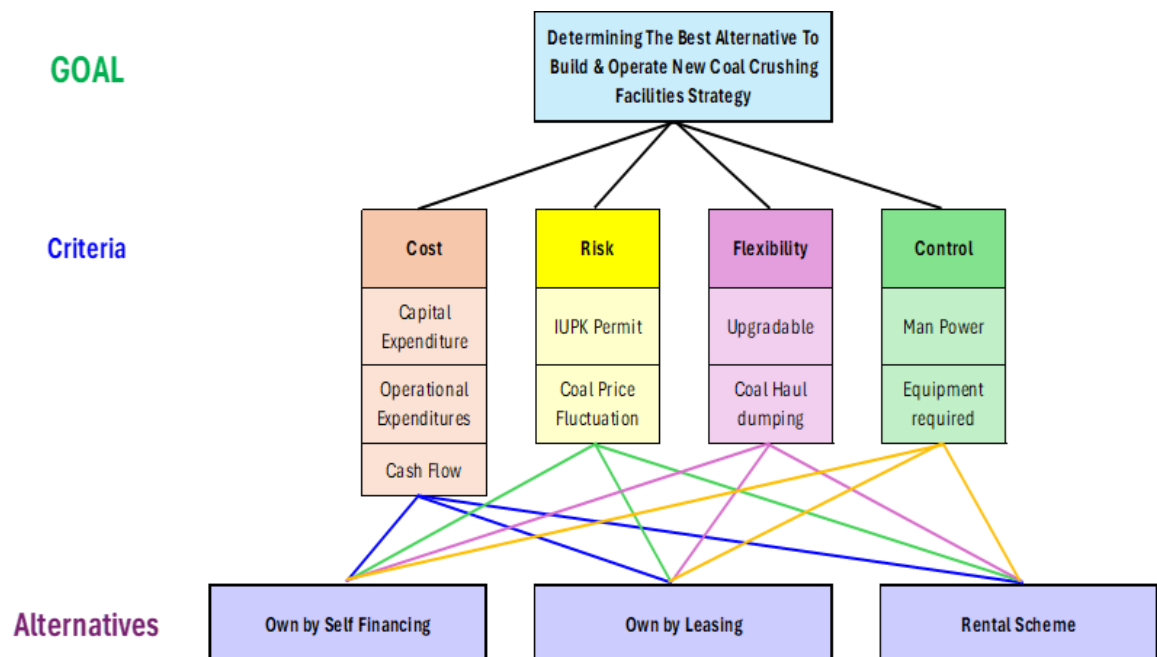 GOAL
Determining The Best Alternative To
Build & Operate New Coal Crushing
Facilities Strategy
Criteria
Cost
Risk
Flexibility
Control
Capital
Expenditure
IUPK Permit
Upgradable
Man Power
Operational
Expenditures
Coal Price
Fluctuation
Coal Haul
dumping
Equipment
required
Cash Flow
Alternatives
Own by Self Financing
Own by Leasing
Rental Scheme